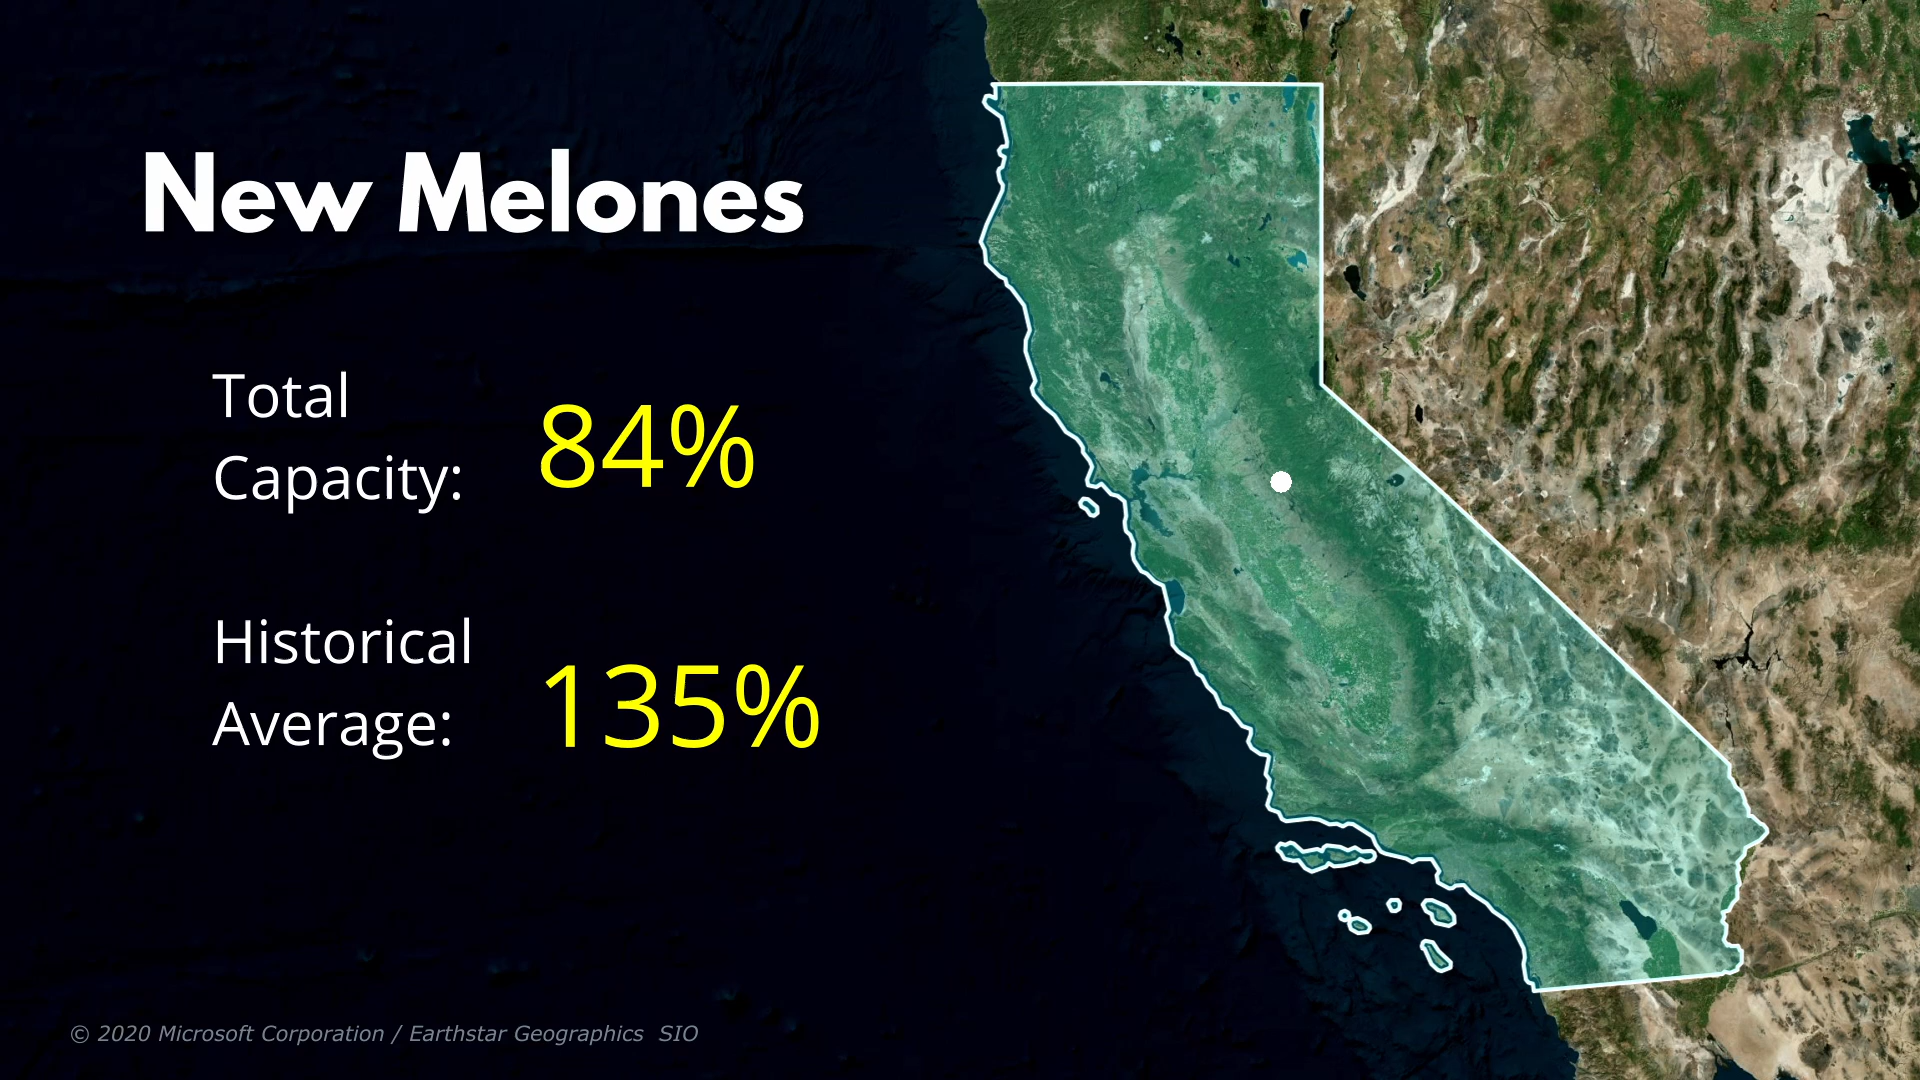 New Melones
Total
Capacity:
84%
Historical
Average:
135%
© 2020 Microsoft Corporation / Earthstar Geographics SIO